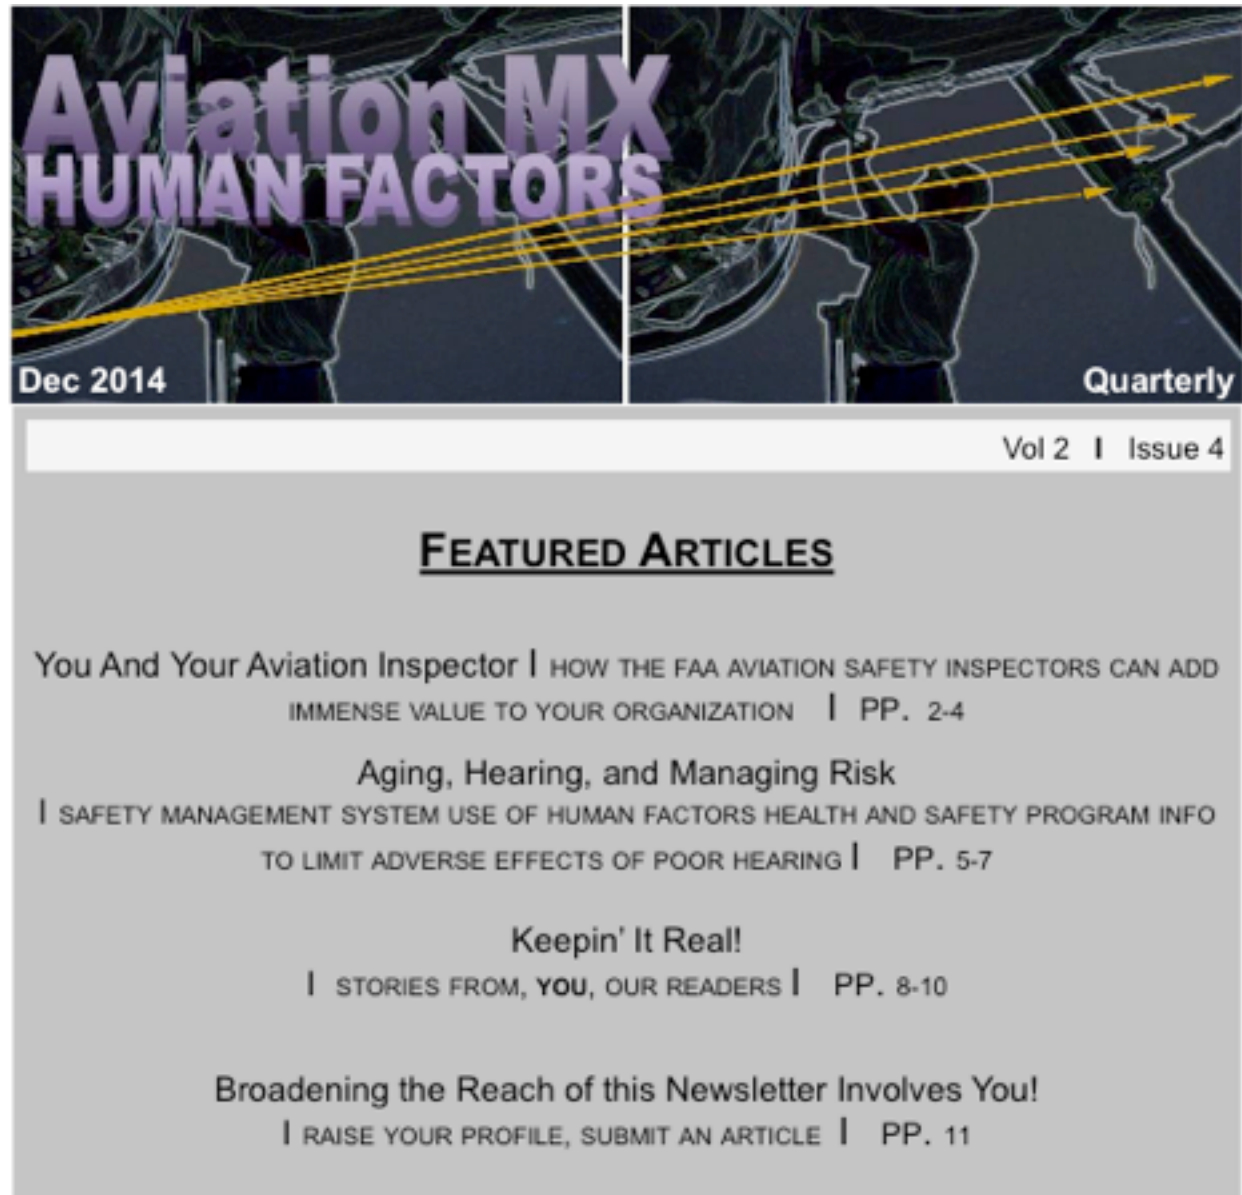 Aviation MX
HUMAN FACTORS
Dec 2014
Quarterly
Vol 2 I Issue 4
FEATURED ARTICLES
You And Your Aviation Inspector I HOW THE FAA AVIATION SAFETY INSPECTORS CAN ADD
IMMENSE VALUE TO YOUR ORGANIZATION I PP. 2-4
Aging, Hearing, and Managing Risk
I SAFETY MANAGEMENT SYSTEM USE OF HUMAN FACTORS HEALTH AND SAFETY PROGRAM INFO
TO LIMIT ADVERSE EFFECTS OF POOR HEARING I PP. 5-7
Keepin’ It Real!
I STORIES FROM, YOU, OUR READERS I PP. 8-10
Broadening the Reach of this Newsletter Involves You!
I RAISE YOUR PROFILE, SUBMIT AN ARTICLE I PP. 11